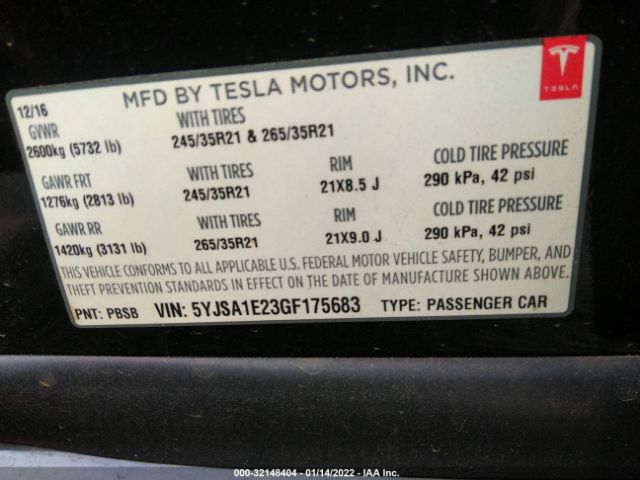 MFD BY TESLA MOTORS, INC.
TESLA
12/16
GVWR WITH TIRES
2600kg (5732 lb) 245/35R21 & 265/35R21
GAWR FRT WITH TIRES RIM COLD TIRE PRESSURE
1276kg (2813 lb) 245/35R21 21X8.5 J 290 kPa, 42 psi
GAWR RR WITH TIRES RIM COLD TIRE PRESSURE
1420kg (3131 lb) 265/35R21 21X9.0 J 290 kPa, 42 psi
THIS VEHICLE CONFORMS TO ALL APPLICABLE U.S. FEDERAL MOTOR VEHICLE SAFETY, BUMPER, AND
THEFT PREVENTION STANDARDS IN EFFECT ON THE DATE OF MANUFACTURE SHOWN ABOVE.
PNT: PBSB VIN: 5YJSA1E23GF175683 TYPE: PASSENGER CAR
000-32148404 - 01/14/2022 - IAA Inc.